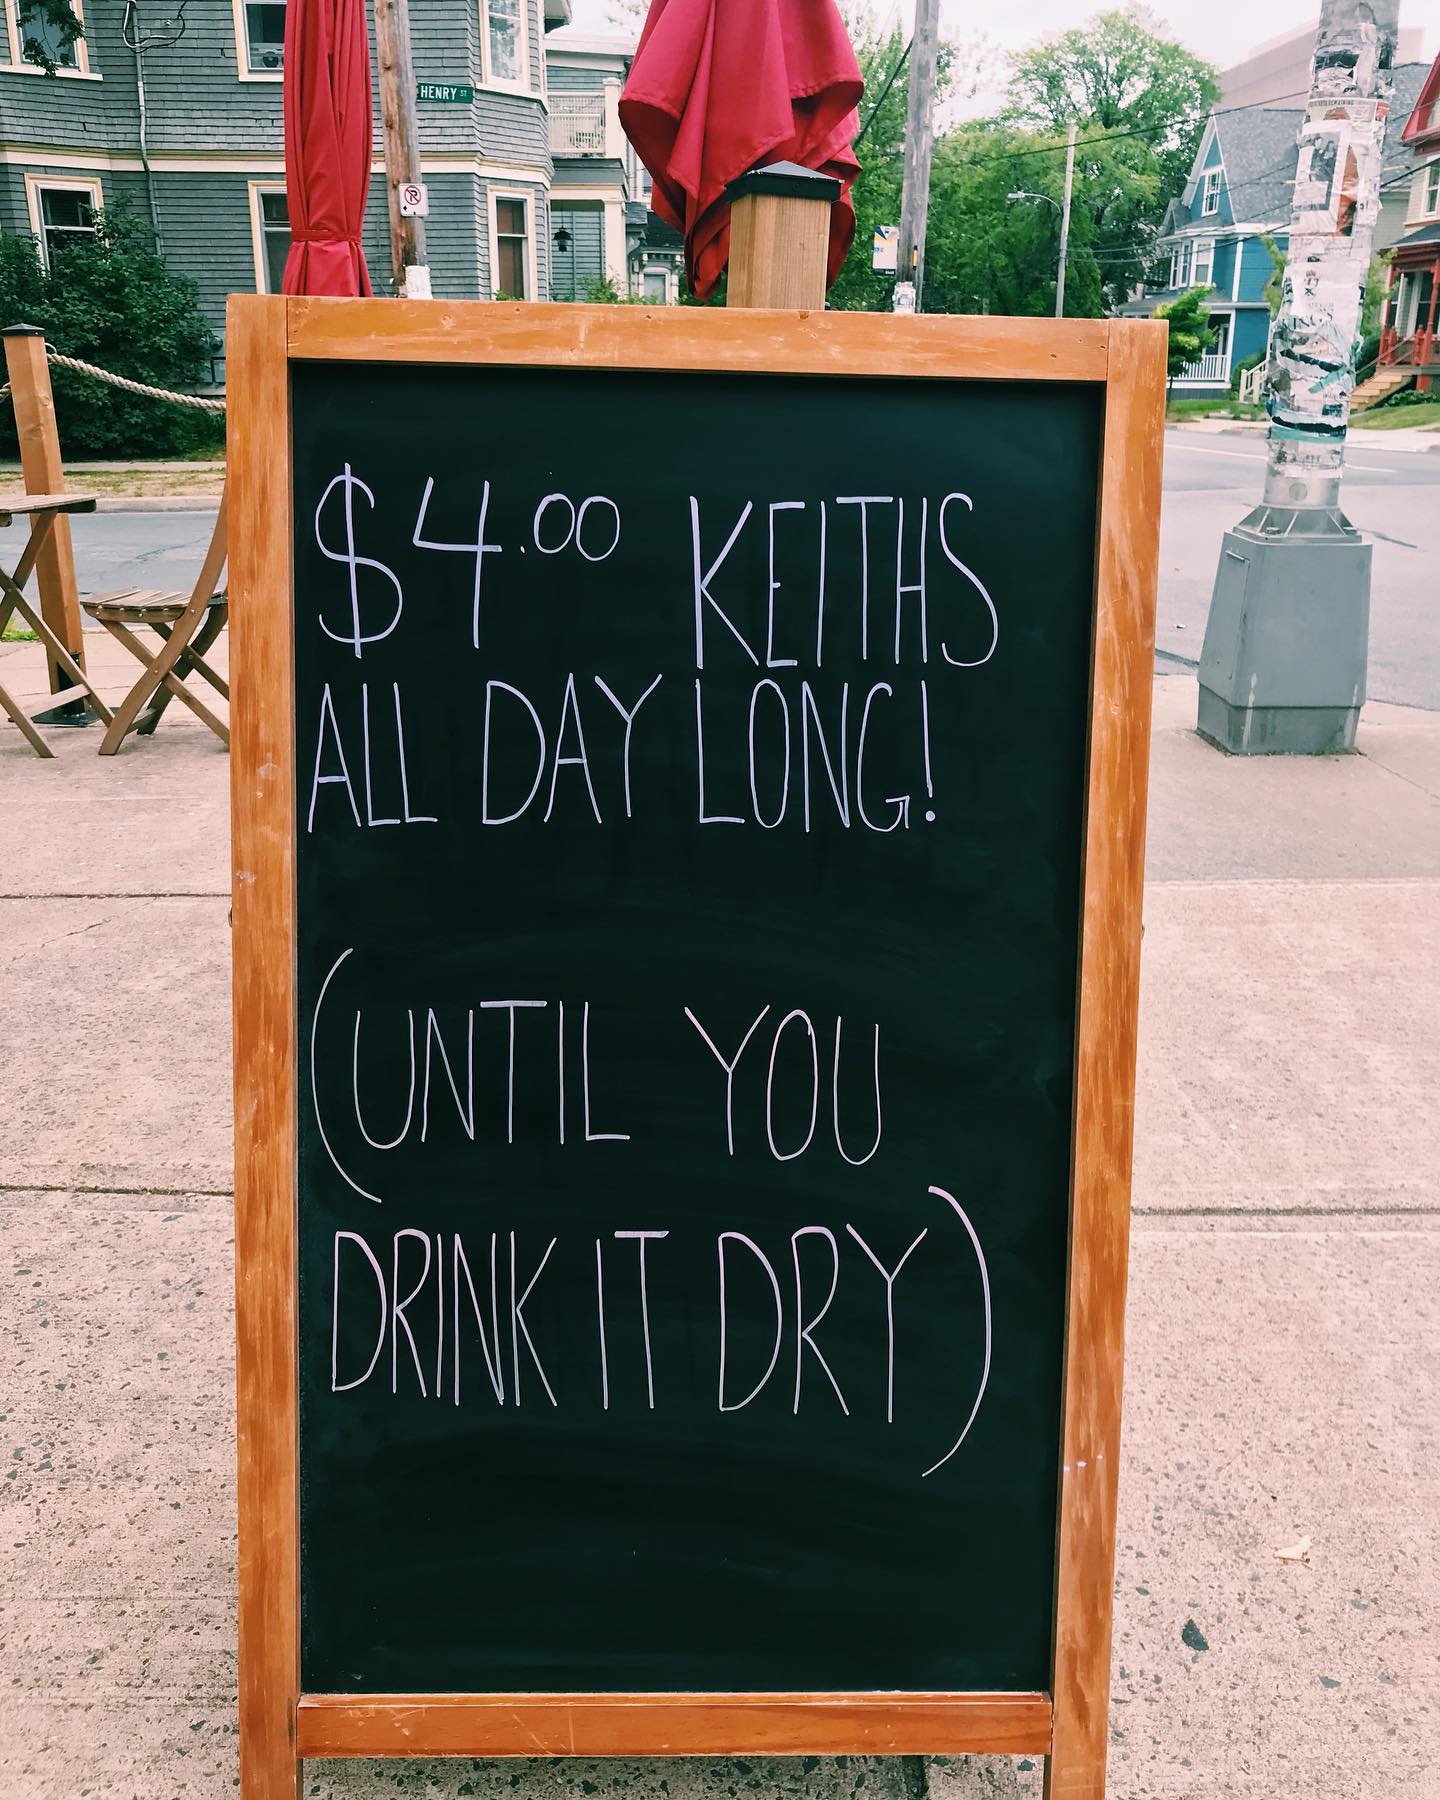 HENRY ST
$4.00 KEITHS
ALL DAY LONG!
(UNTIL YOU
DRINK IT DRY)